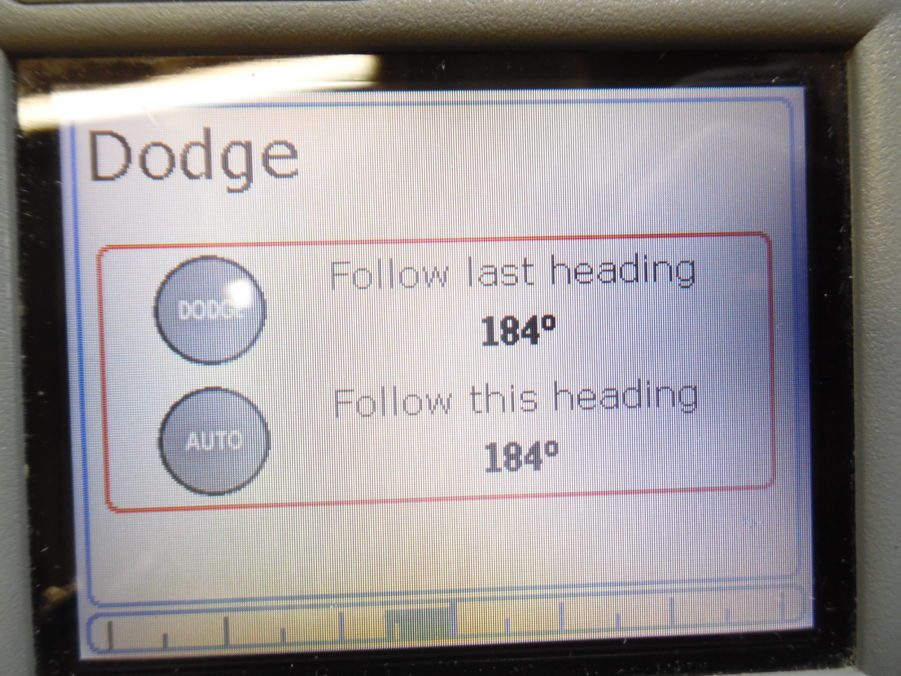 Dodge
DODGE
Follow last heading
184°
AUTO
Follow this heading
184°